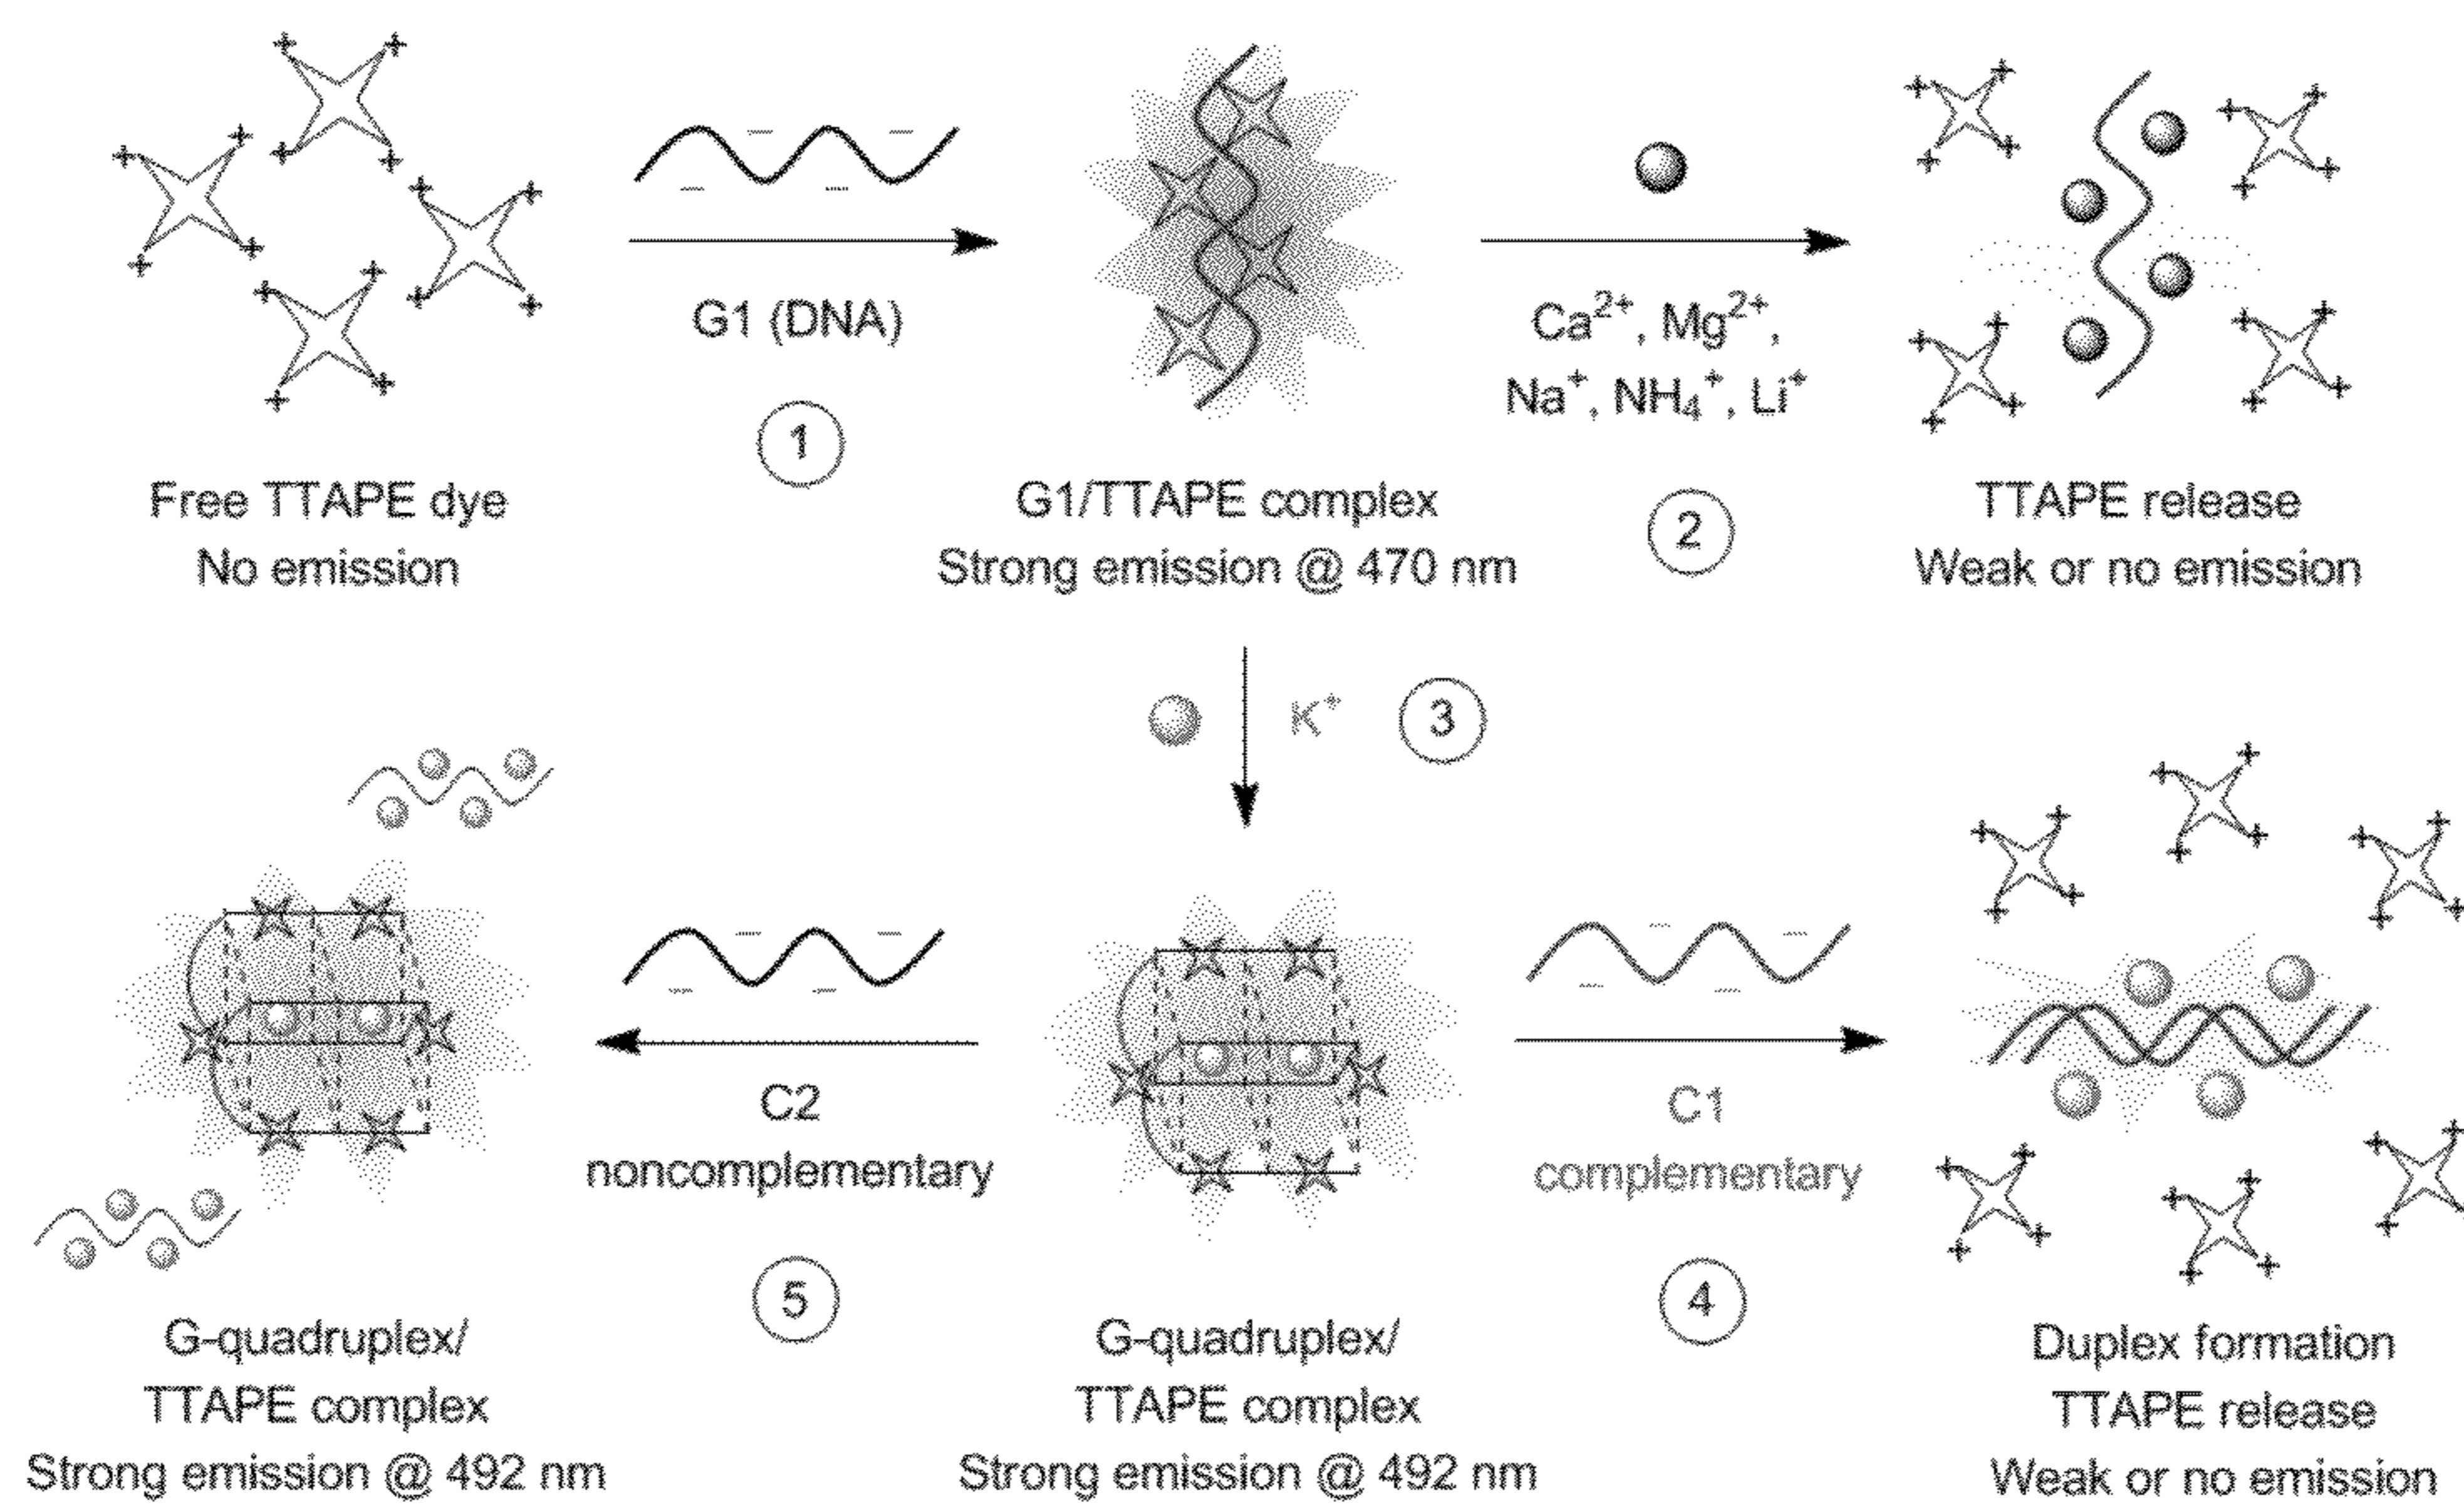 G1 (DNA)
1
Ca2+, Mg2+,
Na+, NH4+, Li+
2
Free TTAPE dye
No emission
G1/TTAPE complex
Strong emission @ 470 nm
TTAPE release
Weak or no emission
K+
3
C2
noncomplementary
5
C1
complementary
4
G-quadruplex/
TTAPE complex
Strong emission @ 492 nm
G-quadruplex/
TTAPE complex
Strong emission @ 492 nm
Duplex formation
TTAPE release
Weak or no emission